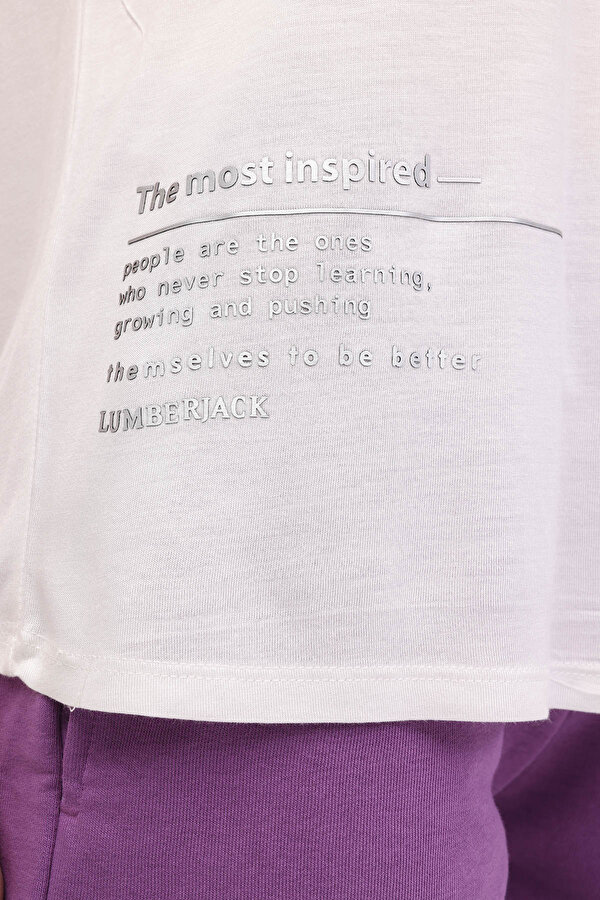 The most inspired
people are the ones
who never stop learning,
growing and pushing
themselves to be better
LUMBERJACK